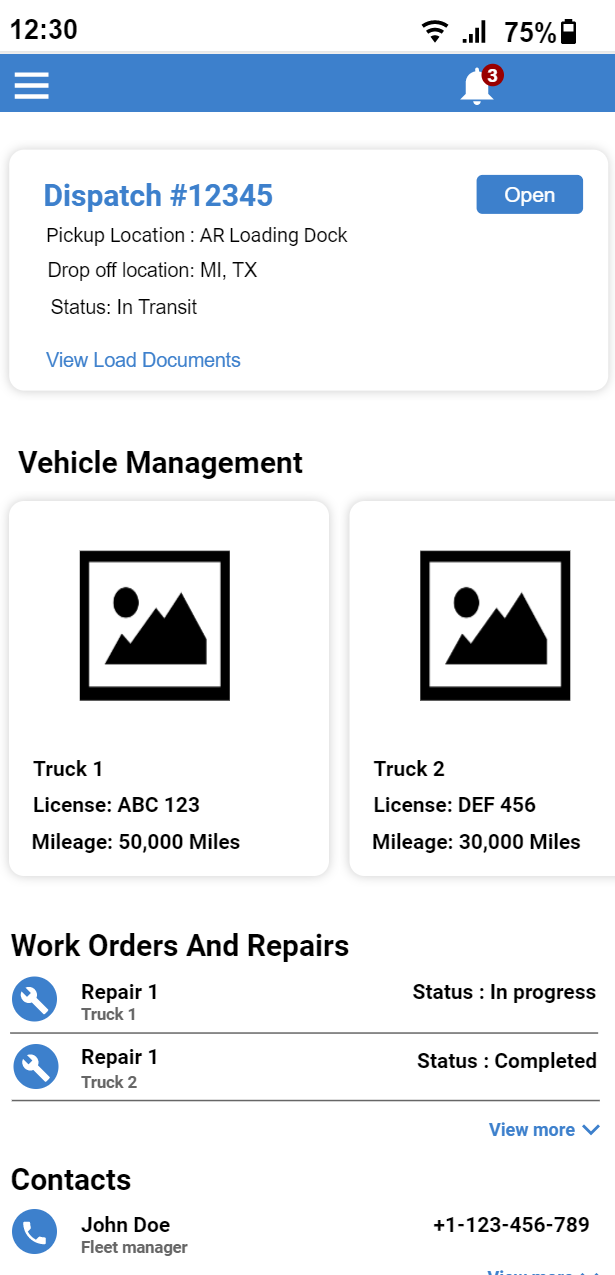 12:30
75%
3
Dispatch #12345
Open
Pickup Location : AR Loading Dock
Drop off location: MI, TX
Status: In Transit
View Load Documents
Vehicle Management
Truck 1
License: ABC 123
Mileage: 50,000 Miles
Truck 2
License: DEF 456
Mileage: 30,000 Miles
Work Orders And Repairs
Repair 1
Truck 1
Status : In progress
Repair 1
Truck 2
Status : Completed
View more
Contacts
John Doe
Fleet manager
+1-123-456-789
View more